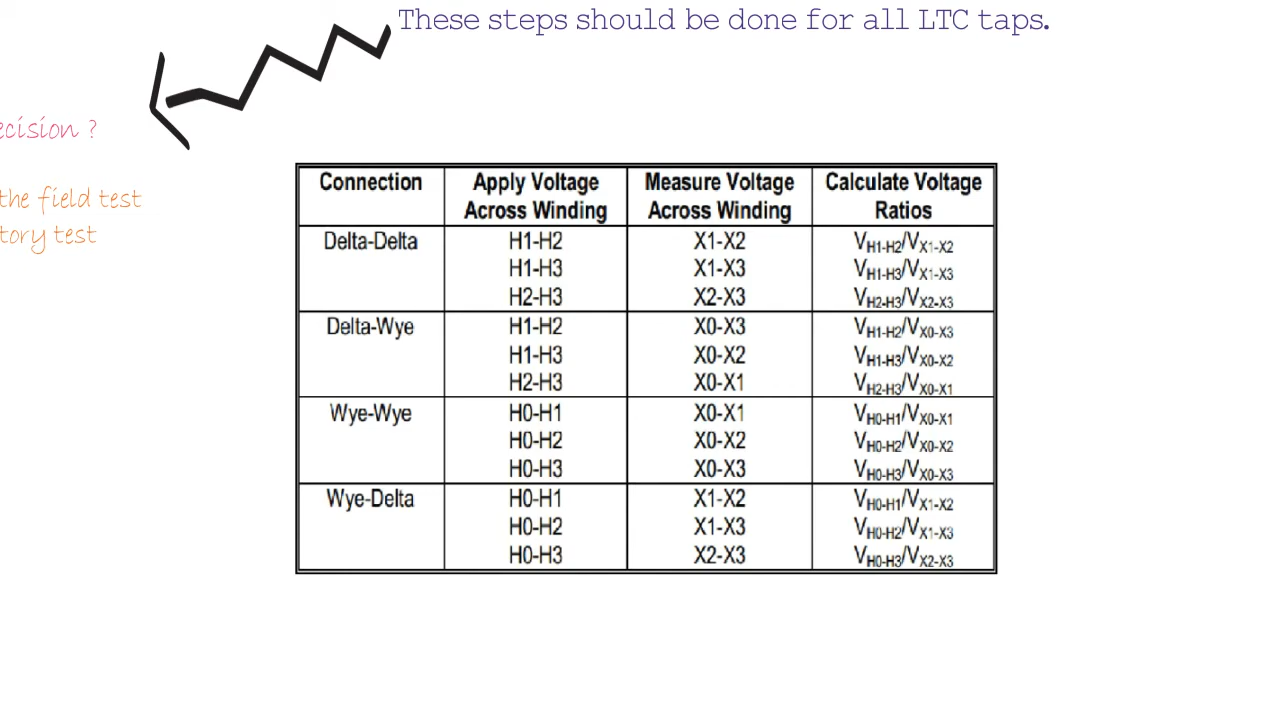 These steps should be done for all LTC taps.
ecision ?
the field test
tory test
Connection Apply Voltage Across Winding Measure Voltage Across Winding Calculate Voltage Ratios
Delta-Delta H1-H2 X1-X2 VH1-H2/VX1-X2
H1-H3 X1-X3 VH1-H3/VX1-X3
H2-H3 X2-X3 VH2-H3/VX2-X3
Delta-Wye H1-H2 X0-X3 VH1-H2/VX0-X3
H1-H3 X0-X2 VH1-H3/VX0-X2
H2-H3 X0-X1 VH2-H3/VX0-X1
Wye-Wye H0-H1 X0-X1 VH0-H1/VX0-X1
H0-H2 X0-X2 VH0-H2/VX0-X2
H0-H3 X0-X3 VH0-H3/VX0-X3
Wye-Delta H0-H1 X1-X2 VH0-H1/VX1-X2
H0-H2 X1-X3 VH0-H2/VX1-X3
H0-H3 X2-X3 VH0-H3/VX2-X3